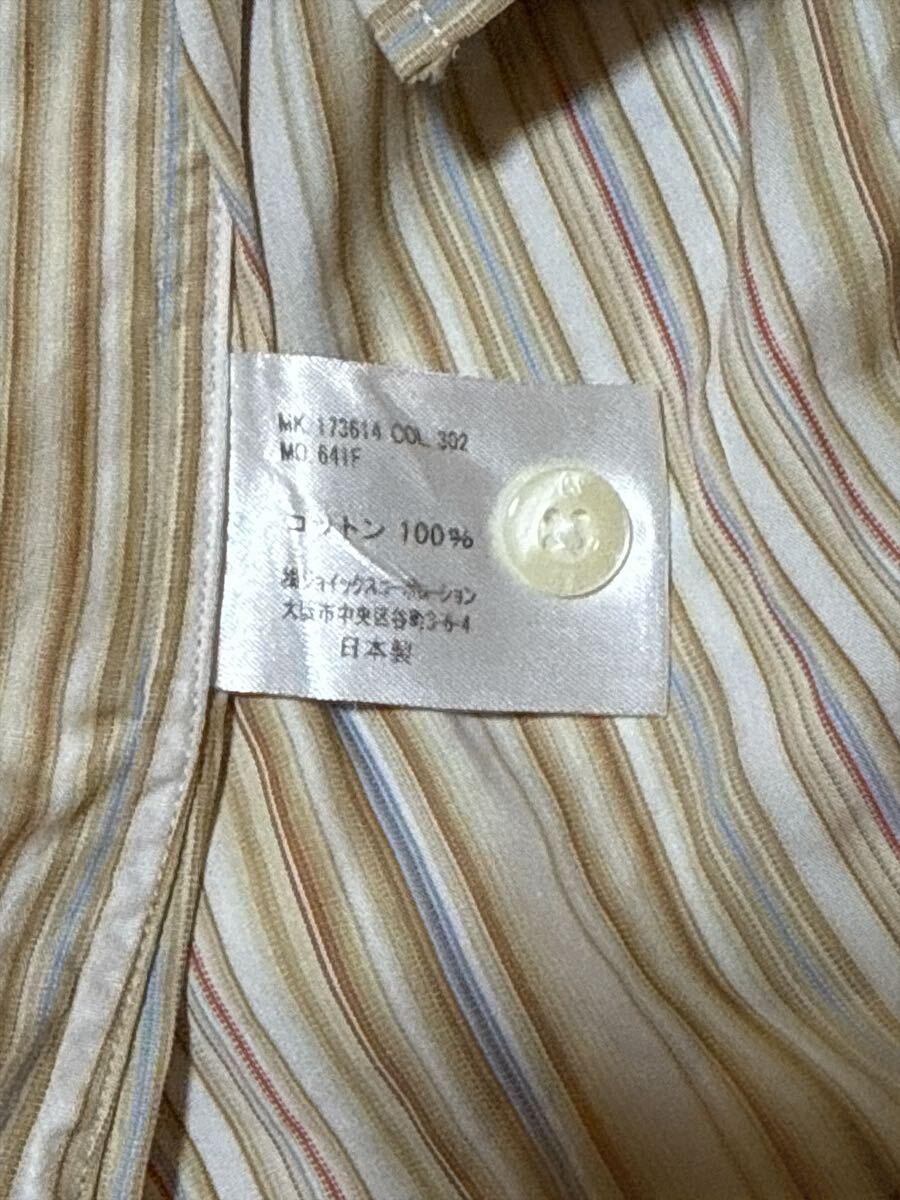 MK 173614 COL. 302
MO 641F
コットン 100%
㈱ジョイックスコーポレーション
大阪市中央区谷町3-6-4
日本製